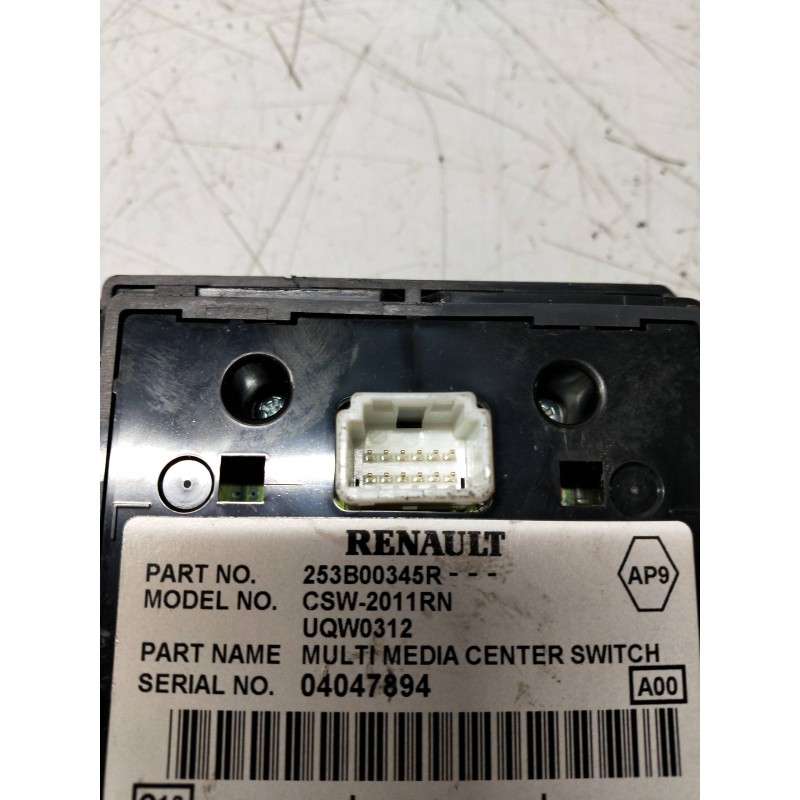 RENAULT
PART NO. 253B00345R - - -
MODEL NO. CSW-2011RN
AP9
UQW0312
PART NAME MULTI MEDIA CENTER SWITCH
SERIAL NO. 04047894
A00